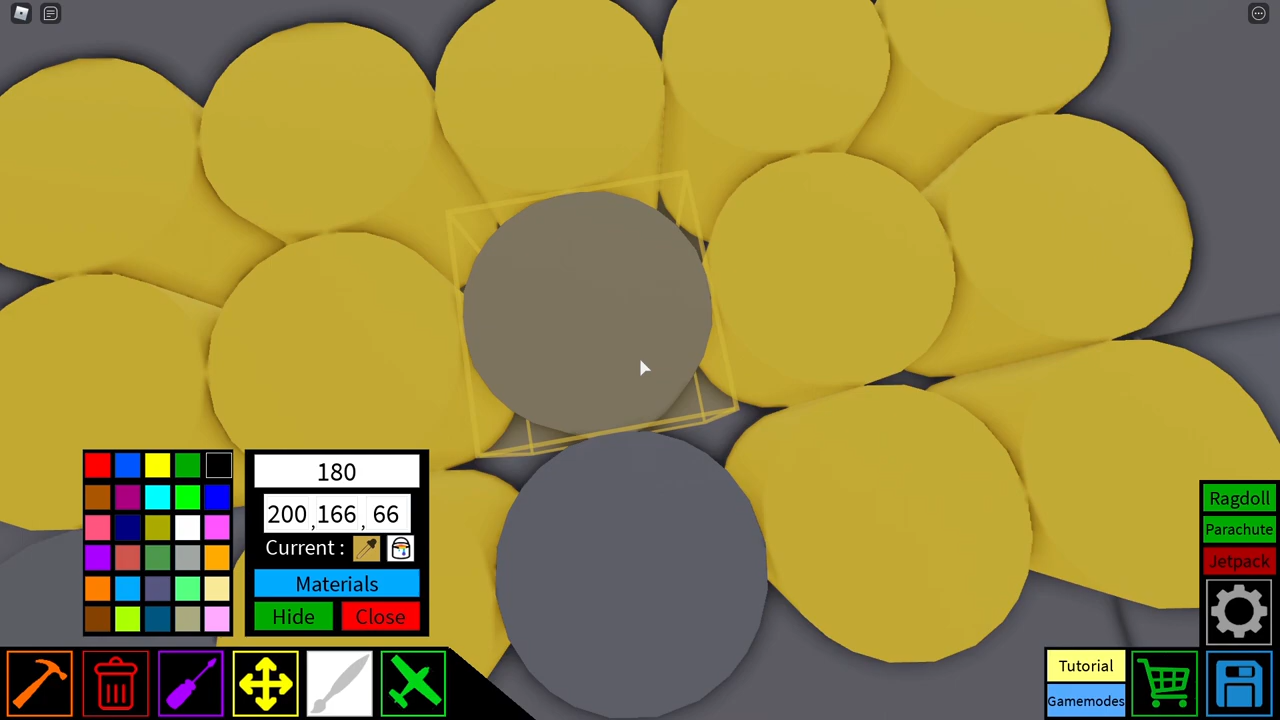 180
200,166, 66
Current :
Materials
Hide Close
Ragdoll
Parachute
Jetpack
Tutorial
Gamemodes